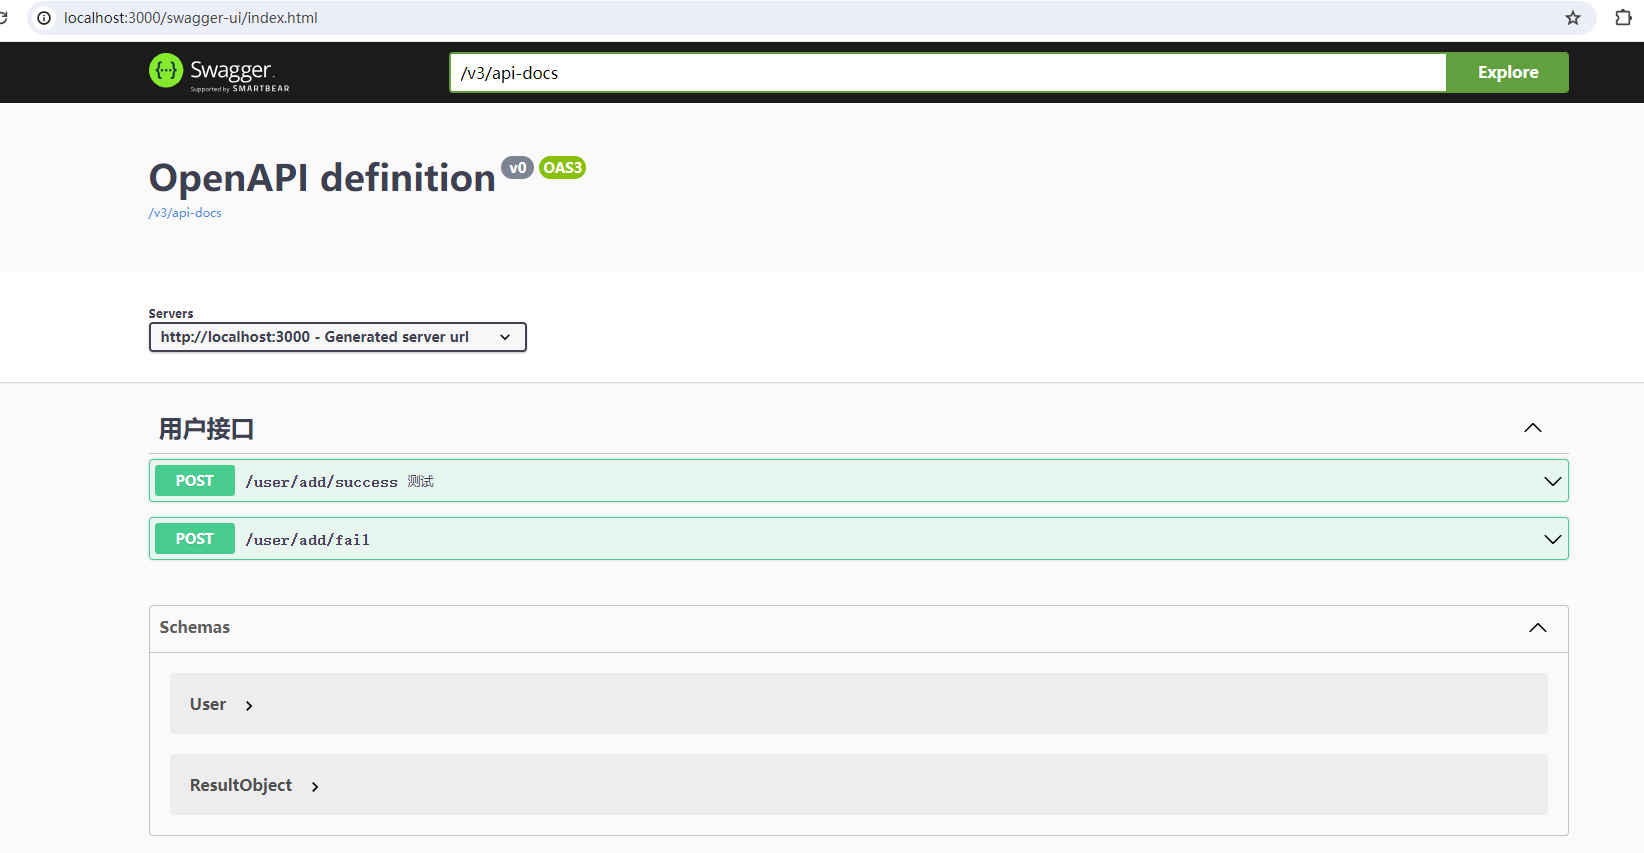 localhost:3000/swagger-ui/index.html
Swagger
Supported by SMARTBEAR
/v3/api-docs
Explore
OpenAPI definition v0 OAS3
/v3/api-docs
Servers
http://localhost:3000 - Generated server url
用户接口
POST /user/add/success 测试
POST /user/add/fail
Schemas
User
ResultObject